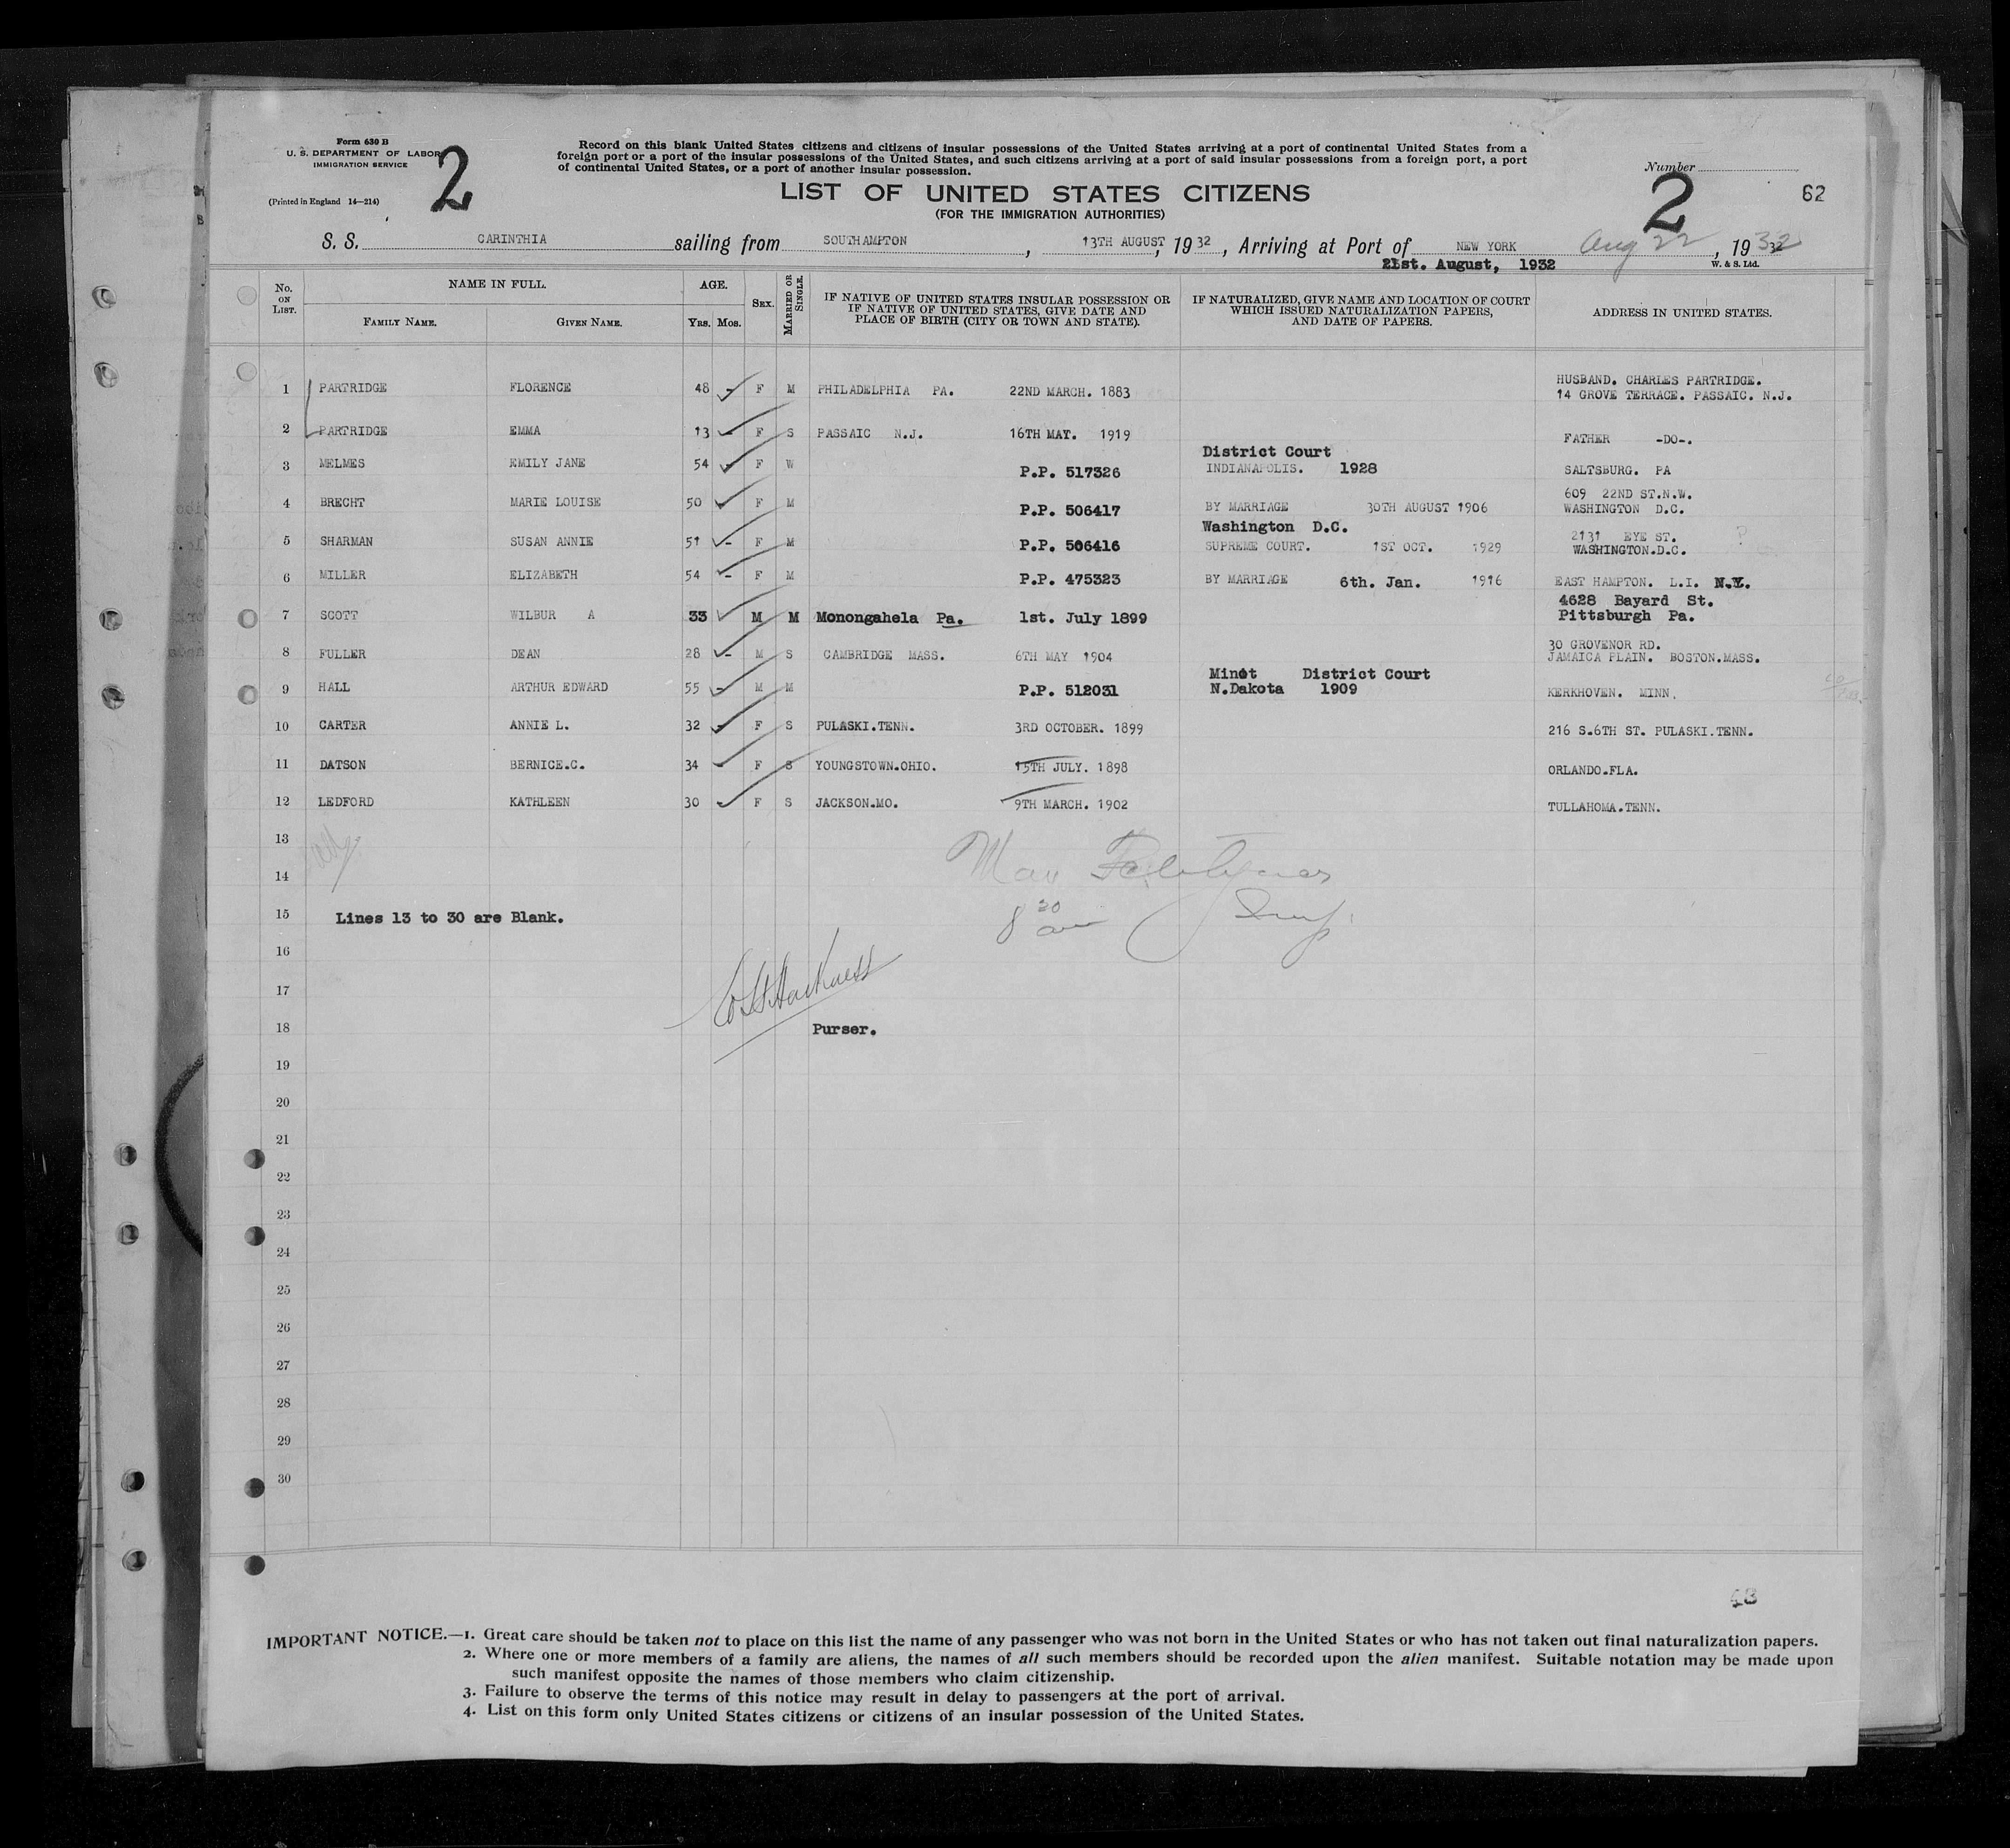 Form 630 B
U. S. DEPARTMENT OF LABOR
IMMIGRATION SERVICE
(Printed in England 14—214)
2
Record on this blank United States citizens and citizens of insular possessions of the United States arriving at a port of continental United States from a
foreign port or a port of the insular possessions of the United States, and such citizens arriving at a port of said insular possessions from a foreign port, a port
of continental United States, or a port of another insular possession.
LIST OF UNITED STATES CITIZENS
(FOR THE IMMIGRATION AUTHORITIES)
Number
2
62
S. S. CARINTHIA sailing from SOUTHAMPTON, 13TH AUGUST, 1932, Arriving at Port of NEW YORK Aug 22, 1932
21st. August, 1932
W. & S. Ltd.
No. ON LIST.
NAME IN FULL.
FAMILY NAME. GIVEN NAME.
AGE.
Yrs. Mos.
SEX.
MARRIED OR SINGLE.
IF NATIVE OF UNITED STATES INSULAR POSSESSION OR
IF NATIVE OF UNITED STATES, GIVE DATE AND
PLACE OF BIRTH (CITY OR TOWN AND STATE).
IF NATURALIZED, GIVE NAME AND LOCATION OF COURT
WHICH ISSUED NATURALIZATION PAPERS,
AND DATE OF PAPERS.
ADDRESS IN UNITED STATES.
HUSBAND. CHARLES PARTRIDGE.
1 PARTRIDGE FLORENCE 48 - F M PHILADELPHIA PA. 22ND MARCH. 1883 14 GROVE TERRACE. PASSAIC. N.J.
2 PARTRIDGE EMMA 13 - F S PASSAIC N.J. 16TH MAY. 1919 FATHER -DO-.
District Court
3 MELMES EMILY JANE 54 - F W P.P. 517326 INDIANAPOLIS. 1928 SALTSBURG. PA
609 22ND ST.N.W.
4 BRECHT MARIE LOUISE 50 F M P.P. 506417 BY MARRIAGE 30TH AUGUST 1906 WASHINGTON D.C.
Washington D.C.
2131 EYE ST.
5 SHARMAN SUSAN ANNIE 51 - F M P.P. 506416 SUPREME COURT. 1ST OCT. 1929 WASHINGTON.D.C.
6 MILLER ELIZABETH 54 - F M P.P. 475323 BY MARRIAGE 6th. Jan. 1916 EAST HAMPTON. L.I. N.Y.
4628 Bayard St.
7 SCOTT WILBUR A 33 M M Monongahela Pa. 1st. July 1899 Pittsburgh Pa.
30 GROVENOR RD.
8 FULLER DEAN 28 - M S CAMBRIDGE MASS. 6TH MAY 1904 JAMAICA PLAIN. BOSTON.MASS.
Minot District Court
9 HALL ARTHUR EDWARD 55 - M M P.P. 512031 N.Dakota 1909 KERKHOVEN. MINN.
10 CARTER ANNIE L. 32 - F S PULASKI.TENN. 3RD OCTOBER. 1899 216 S.6TH ST. PULASKI.TENN.
11 DATSON BERNICE.C. 34 - F S YOUNGSTOWN.OHIO. 15TH JULY. 1898 ORLANDO.FLA.
12 LEDFORD KATHLEEN 30 - F S JACKSON.MO. 9TH MARCH. 1902 TULLAHOMA.TENN.
13
14
15 Lines 13 to 30 are Blank.
8 20 am
Insp.
16
17
18 Purser.
19
20
21
22
23
24
25
26
27
28
29
30
43
IMPORTANT NOTICE.—1. Great care should be taken not to place on this list the name of any passenger who was not born in the United States or who has not taken out final naturalization papers.
2. Where one or more members of a family are aliens, the names of all such members should be recorded upon the alien manifest. Suitable notation may be made upon
such manifest opposite the names of those members who claim citizenship.
3. Failure to observe the terms of this notice may result in delay to passengers at the port of arrival.
4. List on this form only United States citizens or citizens of an insular possession of the United States.